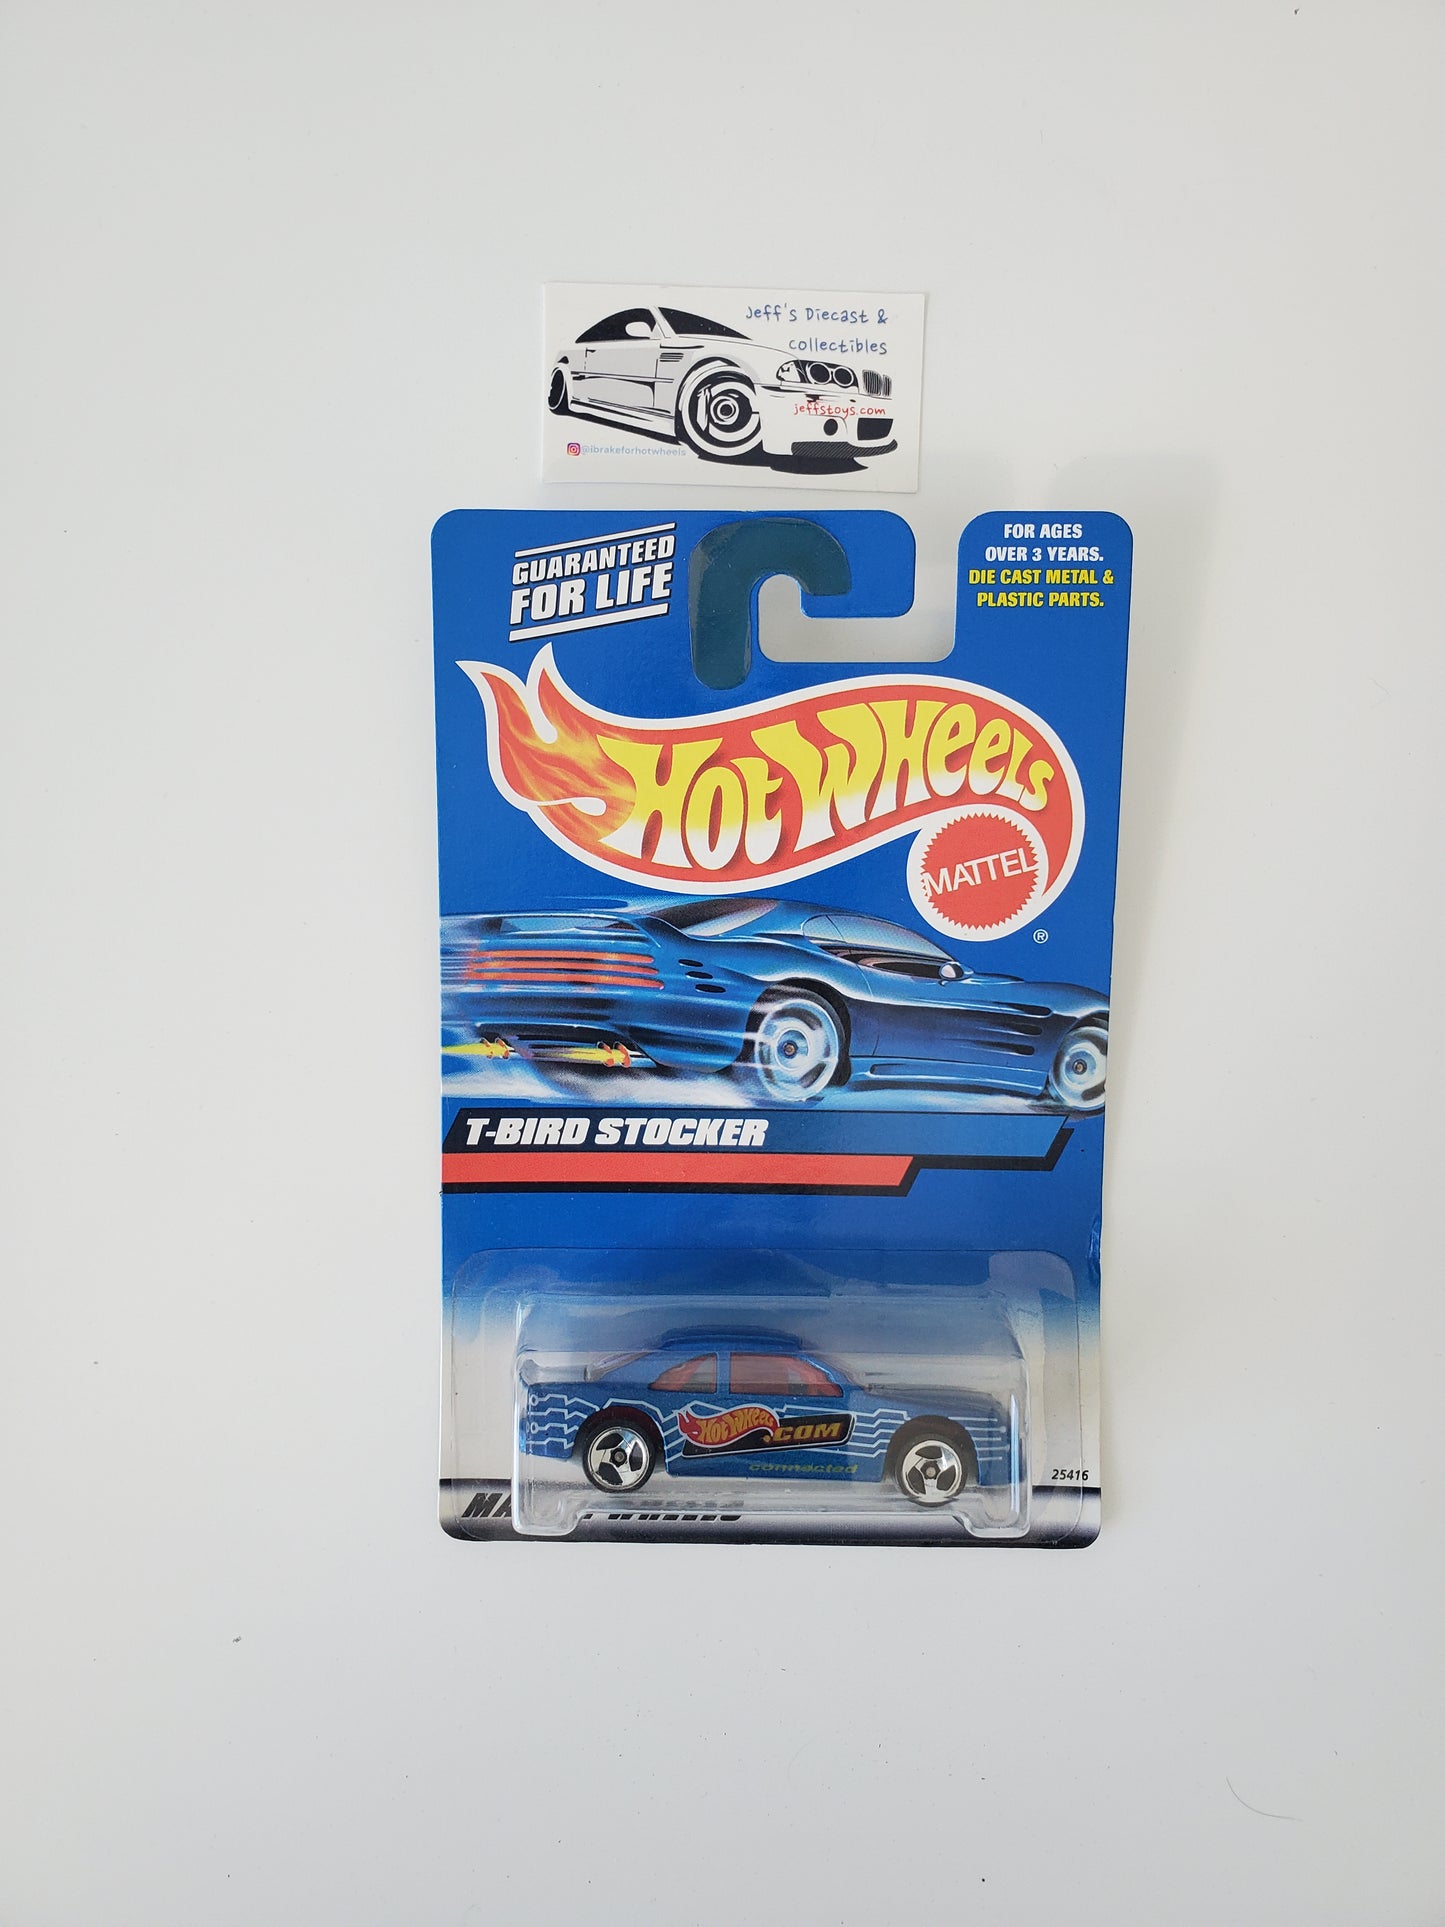 Jeff's Diecast &
collectibles
jeffstoys.com
@ibrakeforhotwheels
GUARANTEED
FOR LIFE
FOR AGES
OVER 3 YEARS.
DIE CAST METAL &
PLASTIC PARTS.
HOT WHEELS
MATTEL
®
T-BIRD STOCKER
HOT WHEELS
.COM
connected
25416